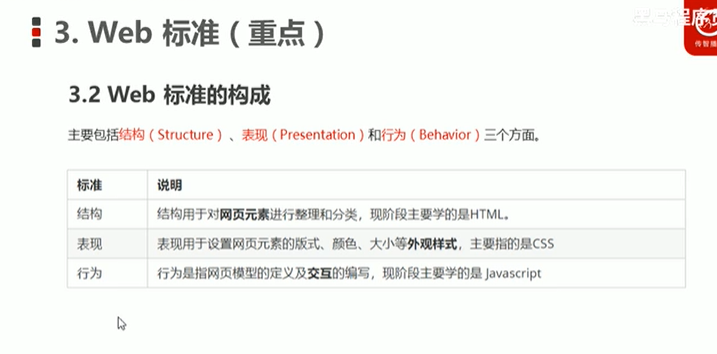 3. Web 标准（重点）
3.2 Web 标准的构成
主要包括结构（Structure）、表现（Presentation）和行为（Behavior）三个方面。
标准 说明
结构 结构用于对网页元素进行整理和分类，现阶段主要学的是HTML。
表现 表现用于设置网页元素的版式、颜色、大小等外观样式，主要指的是CSS
行为 行为是指网页模型的定义及交互的编写，现阶段主要学的是 Javascript